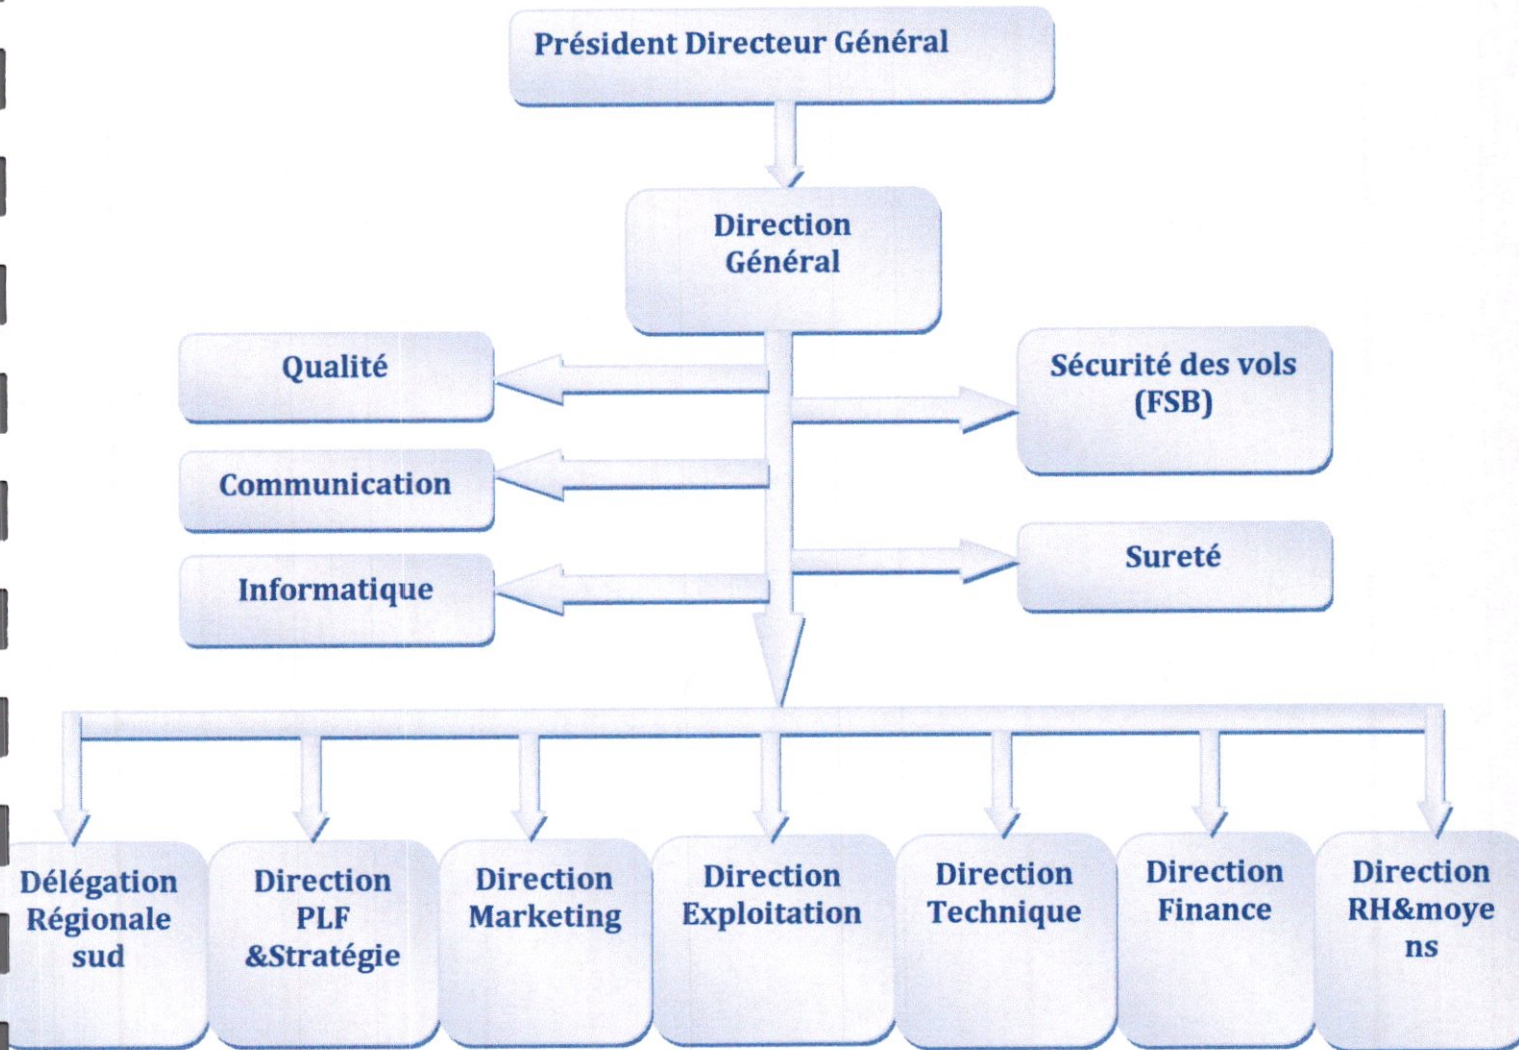 Président Directeur Général
Direction
Général
Qualité
Sécurité des vols
(FSB)
Communication
Sureté
Informatique
Délégation
Régionale
sud
Direction
PLF
&Stratégie
Direction
Marketing
Direction
Exploitation
Direction
Technique
Direction
Finance
Direction
RH&moye
ns